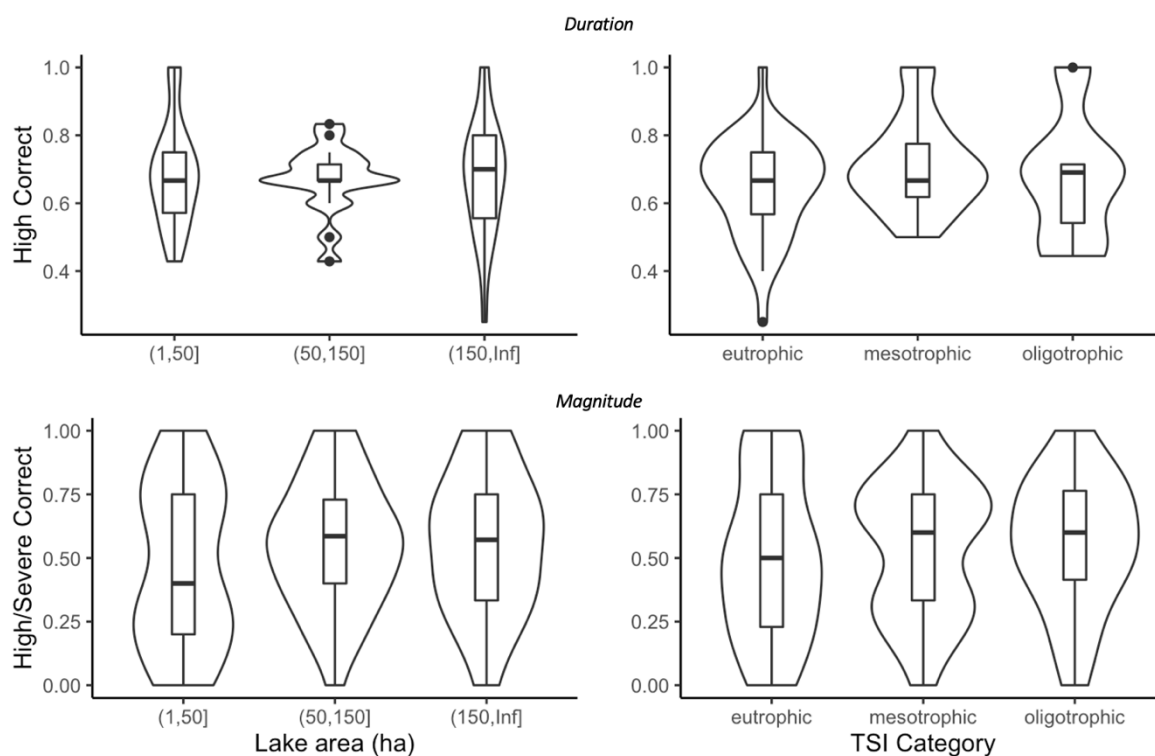 Duration
High Correct
1.0
0.8
0.6
0.4
(1,50]
(50,150]
(150,Inf]
1.0
0.8
0.6
0.4
eutrophic
mesotrophic
oligotrophic
Magnitude
High/Severe Correct
1.00
0.75
0.50
0.25
0.00
(1,50]
(50,150]
(150,Inf]
Lake area (ha)
1.00
0.75
0.50
0.25
0.00
eutrophic
mesotrophic
oligotrophic
TSI Category